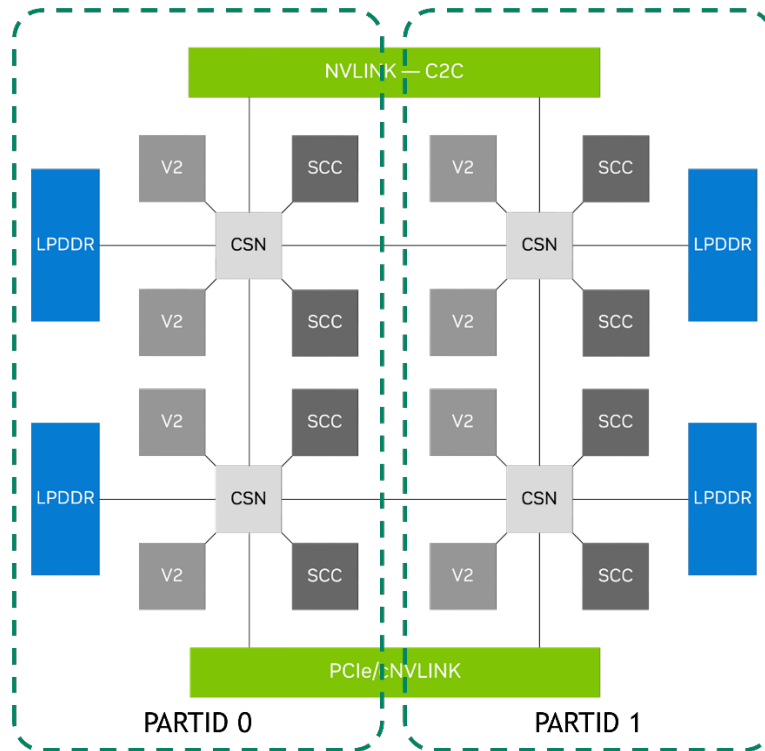 NVLINK — C2C
V2 SCC V2 SCC
LPDDR CSN CSN LPDDR
V2 SCC V2 SCC
V2 SCC V2 SCC
LPDDR CSN CSN LPDDR
V2 SCC V2 SCC
PCIe/cNVLINK
PARTID 0 PARTID 1